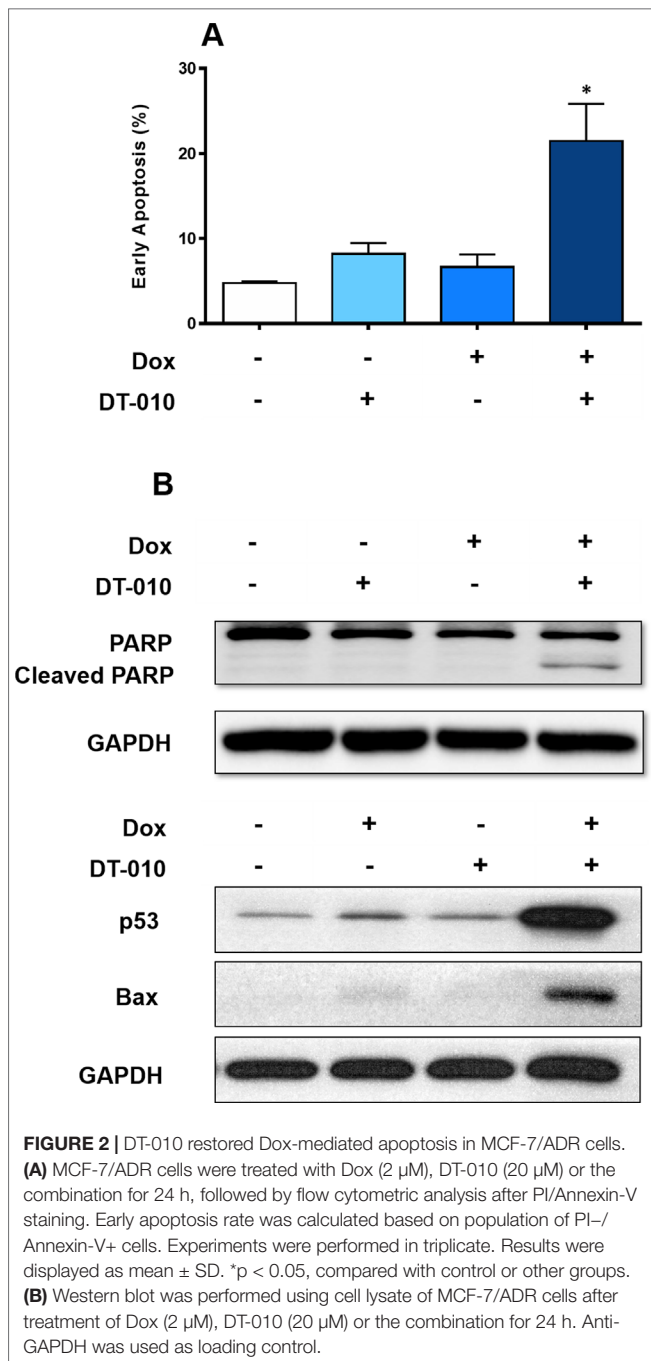 A
30
20
10
0
Early Apoptosis (%)
*
Dox - - + +
DT-010 - + - +
B
Dox - - + +
DT-010 - + - +
PARP
Cleaved PARP
GAPDH
Dox - + - +
DT-010 - - + +
p53
Bax
GAPDH
FIGURE 2 | DT-010 restored Dox-mediated apoptosis in MCF-7/ADR cells.
(A) MCF-7/ADR cells were treated with Dox (2 μM), DT-010 (20 μM) or the
combination for 24 h, followed by flow cytometric analysis after PI/Annexin-V
staining. Early apoptosis rate was calculated based on population of PI−/
Annexin-V+ cells. Experiments were performed in triplicate. Results were
displayed as mean ± SD. *p < 0.05, compared with control or other groups.
(B) Western blot was performed using cell lysate of MCF-7/ADR cells after
treatment of Dox (2 μM), DT-010 (20 μM) or the combination for 24 h. Anti-
GAPDH was used as loading control.